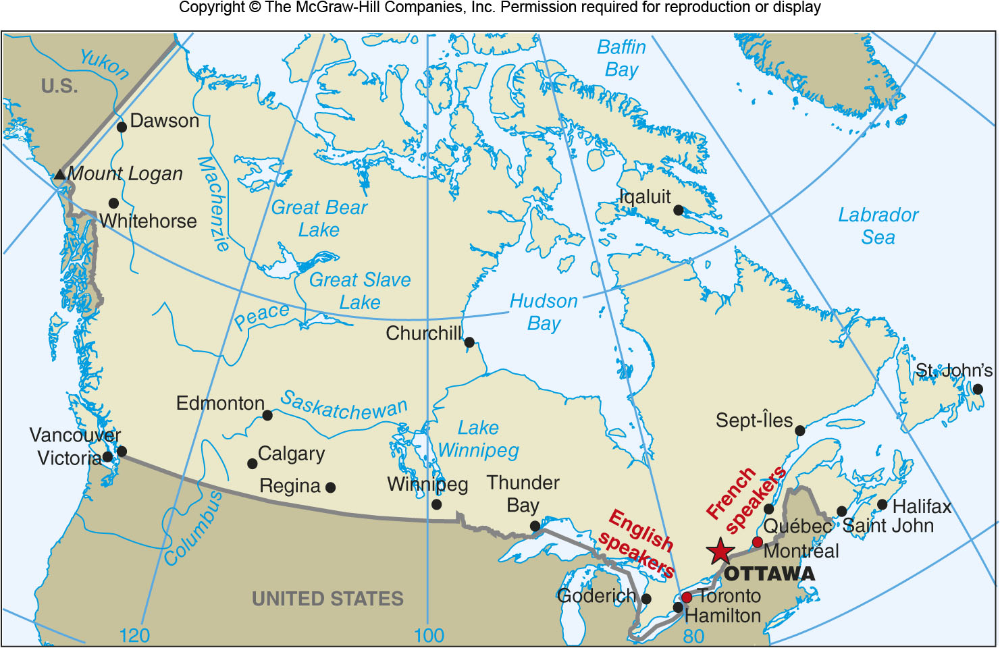 Copyright © The McGraw-Hill Companies, Inc. Permission required for reproduction or display
Baffin
Bay
Yukon
U.S.
Dawson
Mount Logan
Machenzie
Iqaluit
Great Bear
Lake
Whitehorse
Labrador
Sea
Great Slave
Lake
Hudson
Bay
Peace
Churchill
St. John's
Edmonton
Saskatchewan
Sept-Îles
Lake
Winnipeg
Vancouver
Victoria
Calgary
Regina
Winnipeg
Thunder
Bay
French
speakers
English
speakers
Halifax
Québec
Saint John
Columbus
Montréal
OTTAWA
UNITED STATES
Goderich
Toronto
Hamilton
120
100
80